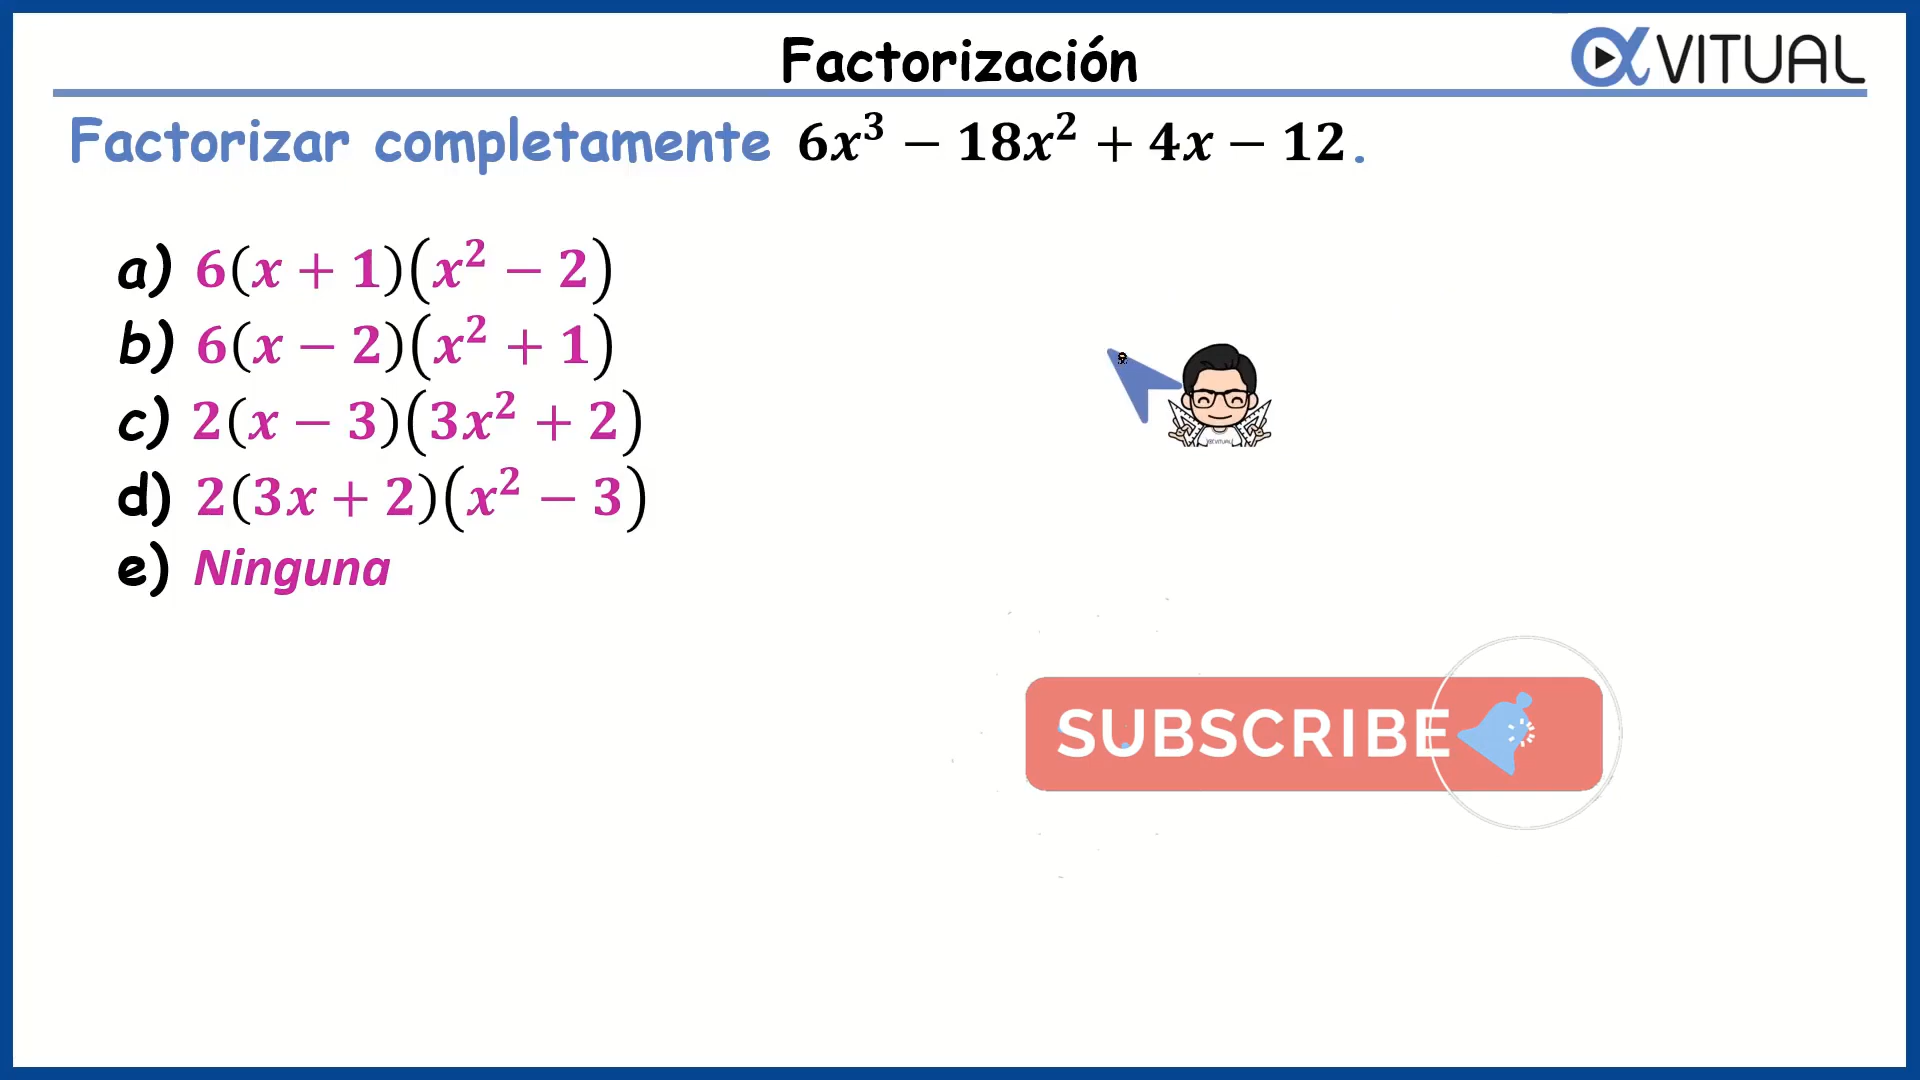 Factorización
αVITUAL
Factorizar completamente 6x³ − 18x² + 4x − 12.
a) 6(x + 1)(x² − 2)
b) 6(x − 2)(x² + 1)
c) 2(x − 3)(3x² + 2)
d) 2(3x + 2)(x² − 3)
e) Ninguna
SUBSCRIBE